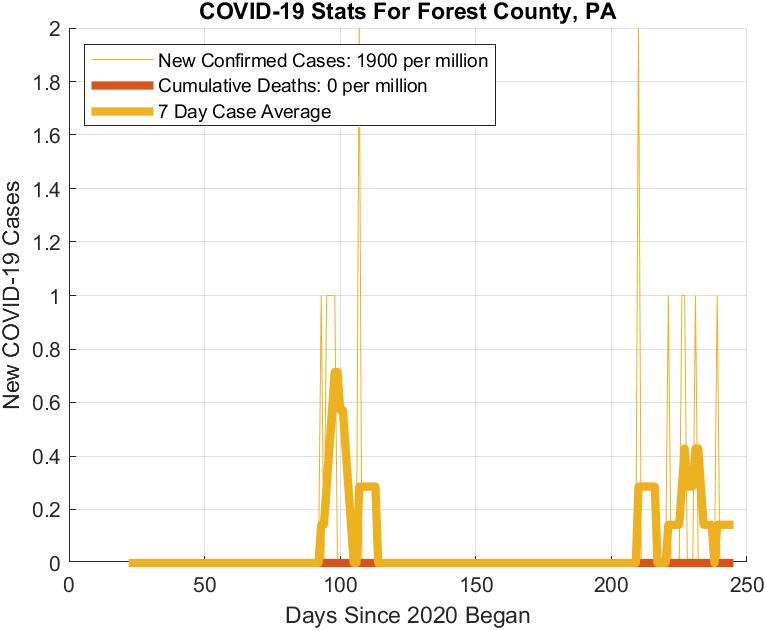 COVID-19 Stats For Forest County, PA
New Confirmed Cases: 1900 per million
Cumulative Deaths: 0 per million
7 Day Case Average
New COVID-19 Cases
2
1.8
1.6
1.4
1.2
1
0.8
0.6
0.4
0.2
0
0 50 100 150 200 250
Days Since 2020 Began